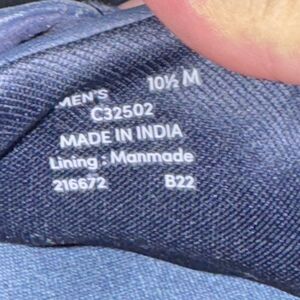 MEN'S 10½ M
C32502
MADE IN INDIA
Lining : Manmade
216672 B22